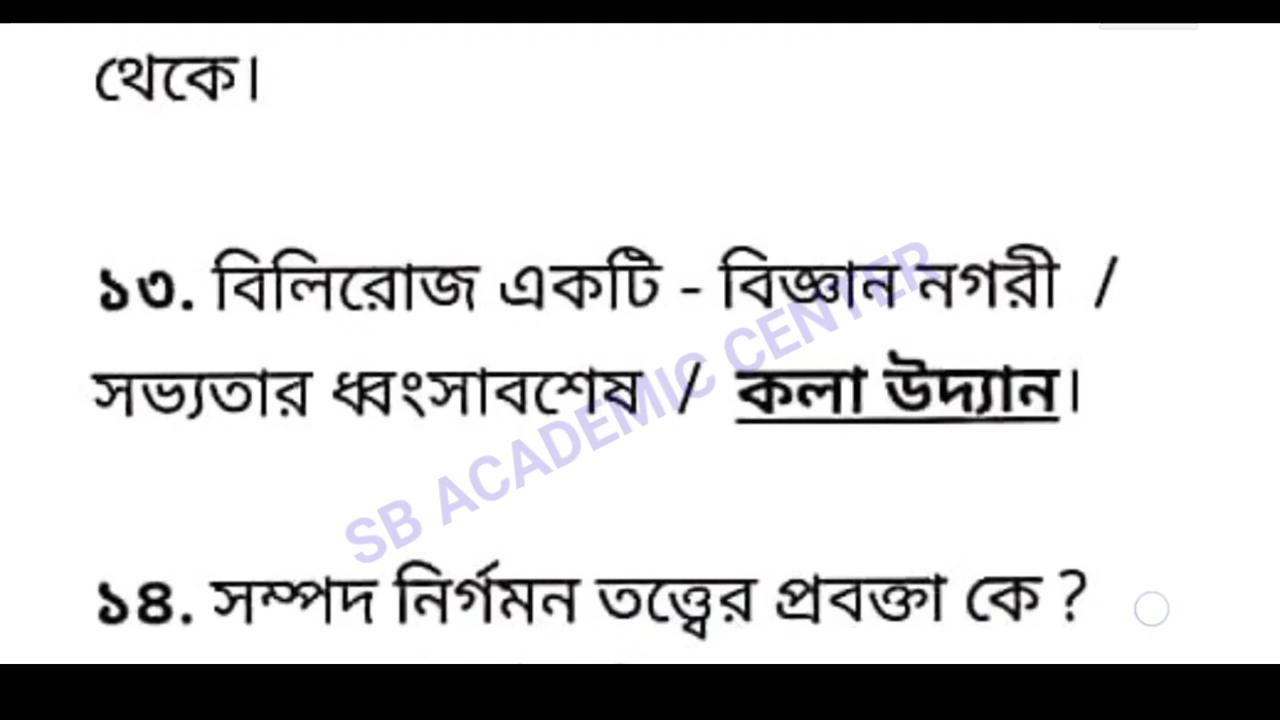 থেকে।
১৩. বিলিরোজ একটি - বিজ্ঞান নগরী /
সভ্যতার ধ্বংসাবশেষ / কলা উদ্যান।
১৪. সম্পদ নির্গমন তত্ত্বের প্রবক্তা কে ?
SB ACADEMIC CENTER